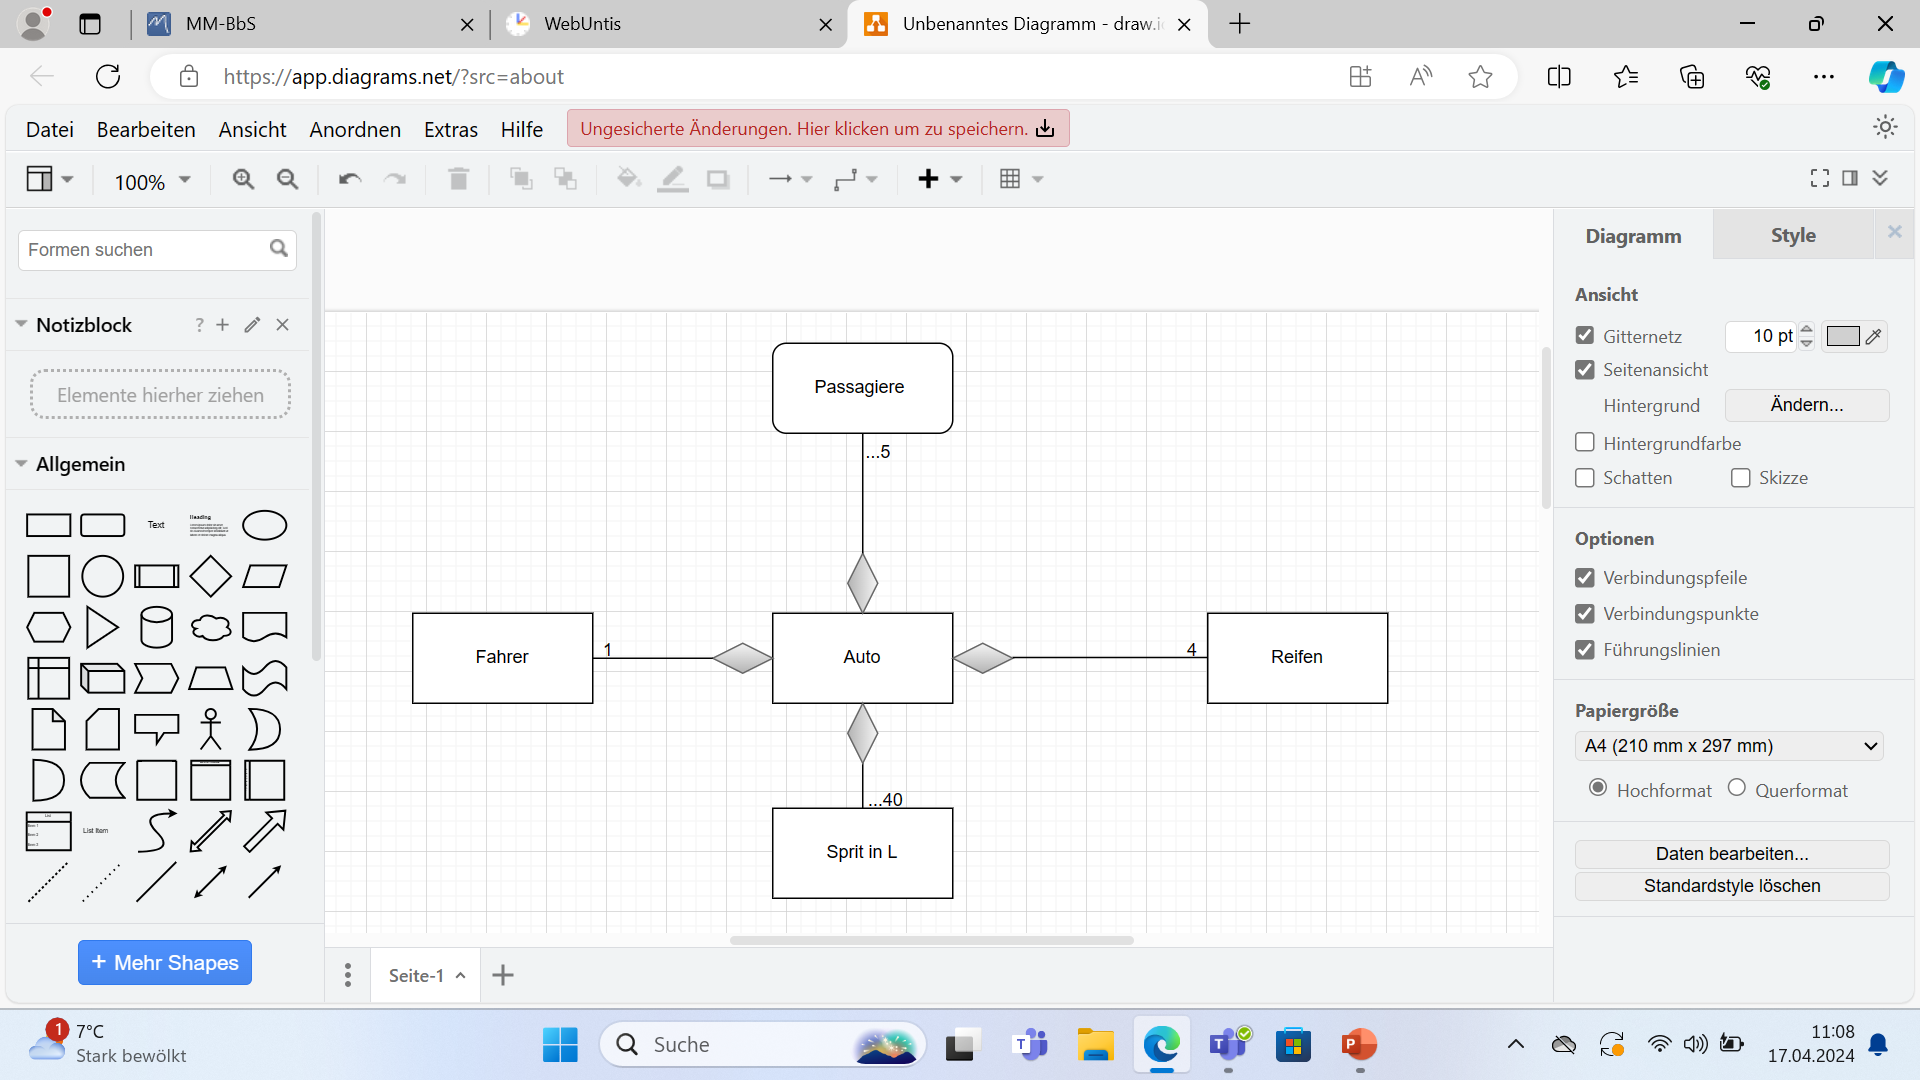 MM-BbS
WebUntis
Unbenanntes Diagramm - draw.i
https://app.diagrams.net/?src=about
Datei Bearbeiten Ansicht Anordnen Extras Hilfe
Ungesicherte Änderungen. Hier klicken um zu speichern.
100%
Formen suchen
Notizblock
?
Elemente hierher ziehen
Allgemein
Text
Heading
List Item
+ Mehr Shapes
Passagiere
...5
Fahrer
1
Auto
4
Reifen
...40
Sprit in L
Seite-1
Diagramm
Style
Ansicht
Gitternetz
10 pt
Seitenansicht
Hintergrund
Ändern...
Hintergrundfarbe
Schatten
Skizze
Optionen
Verbindungspfeile
Verbindungspunkte
Führungslinien
Papiergröße
A4 (210 mm x 297 mm)
Hochformat
Querformat
Daten bearbeiten...
Standardstyle löschen
1
7°C
Stark bewölkt
Suche
11:08
17.04.2024